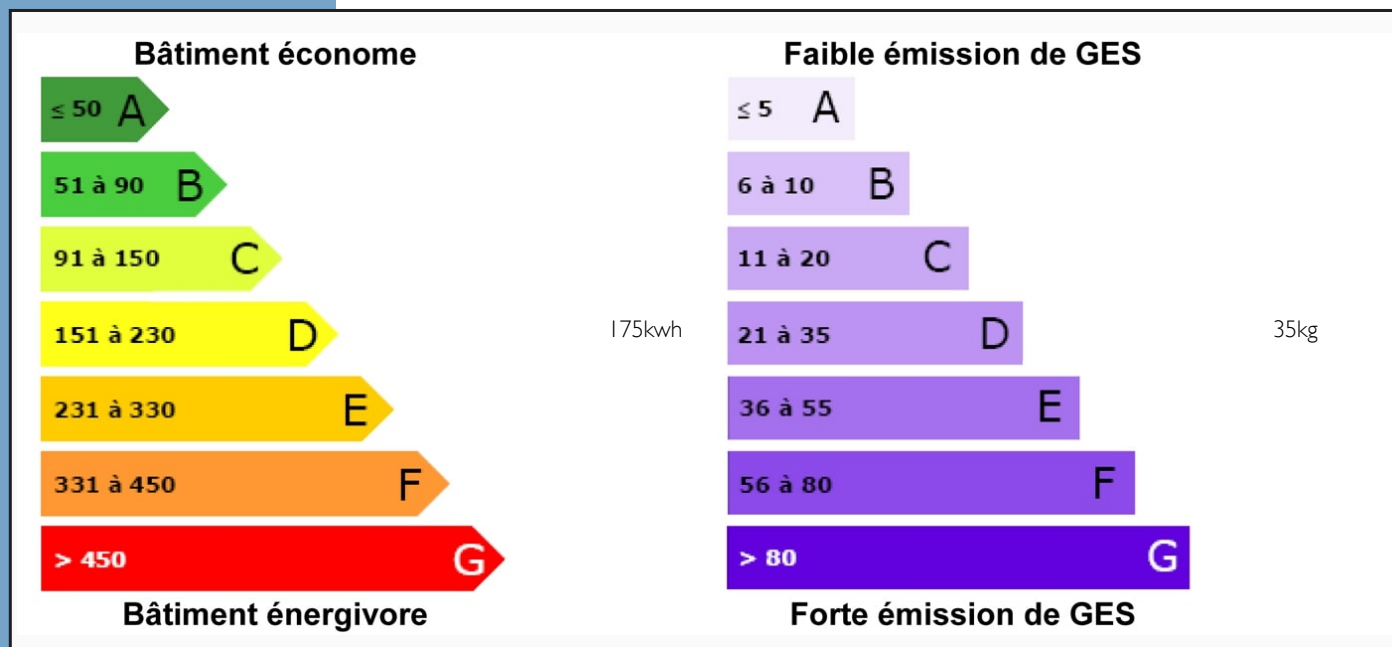 Bâtiment économe
≤ 50 A
51 à 90 B
91 à 150 C
151 à 230 D
231 à 330 E
331 à 450 F
> 450 G
Bâtiment énergivore
175kwh
Faible émission de GES
≤ 5 A
6 à 10 B
11 à 20 C
21 à 35 D
36 à 55 E
56 à 80 F
> 80 G
Forte émission de GES
35kg